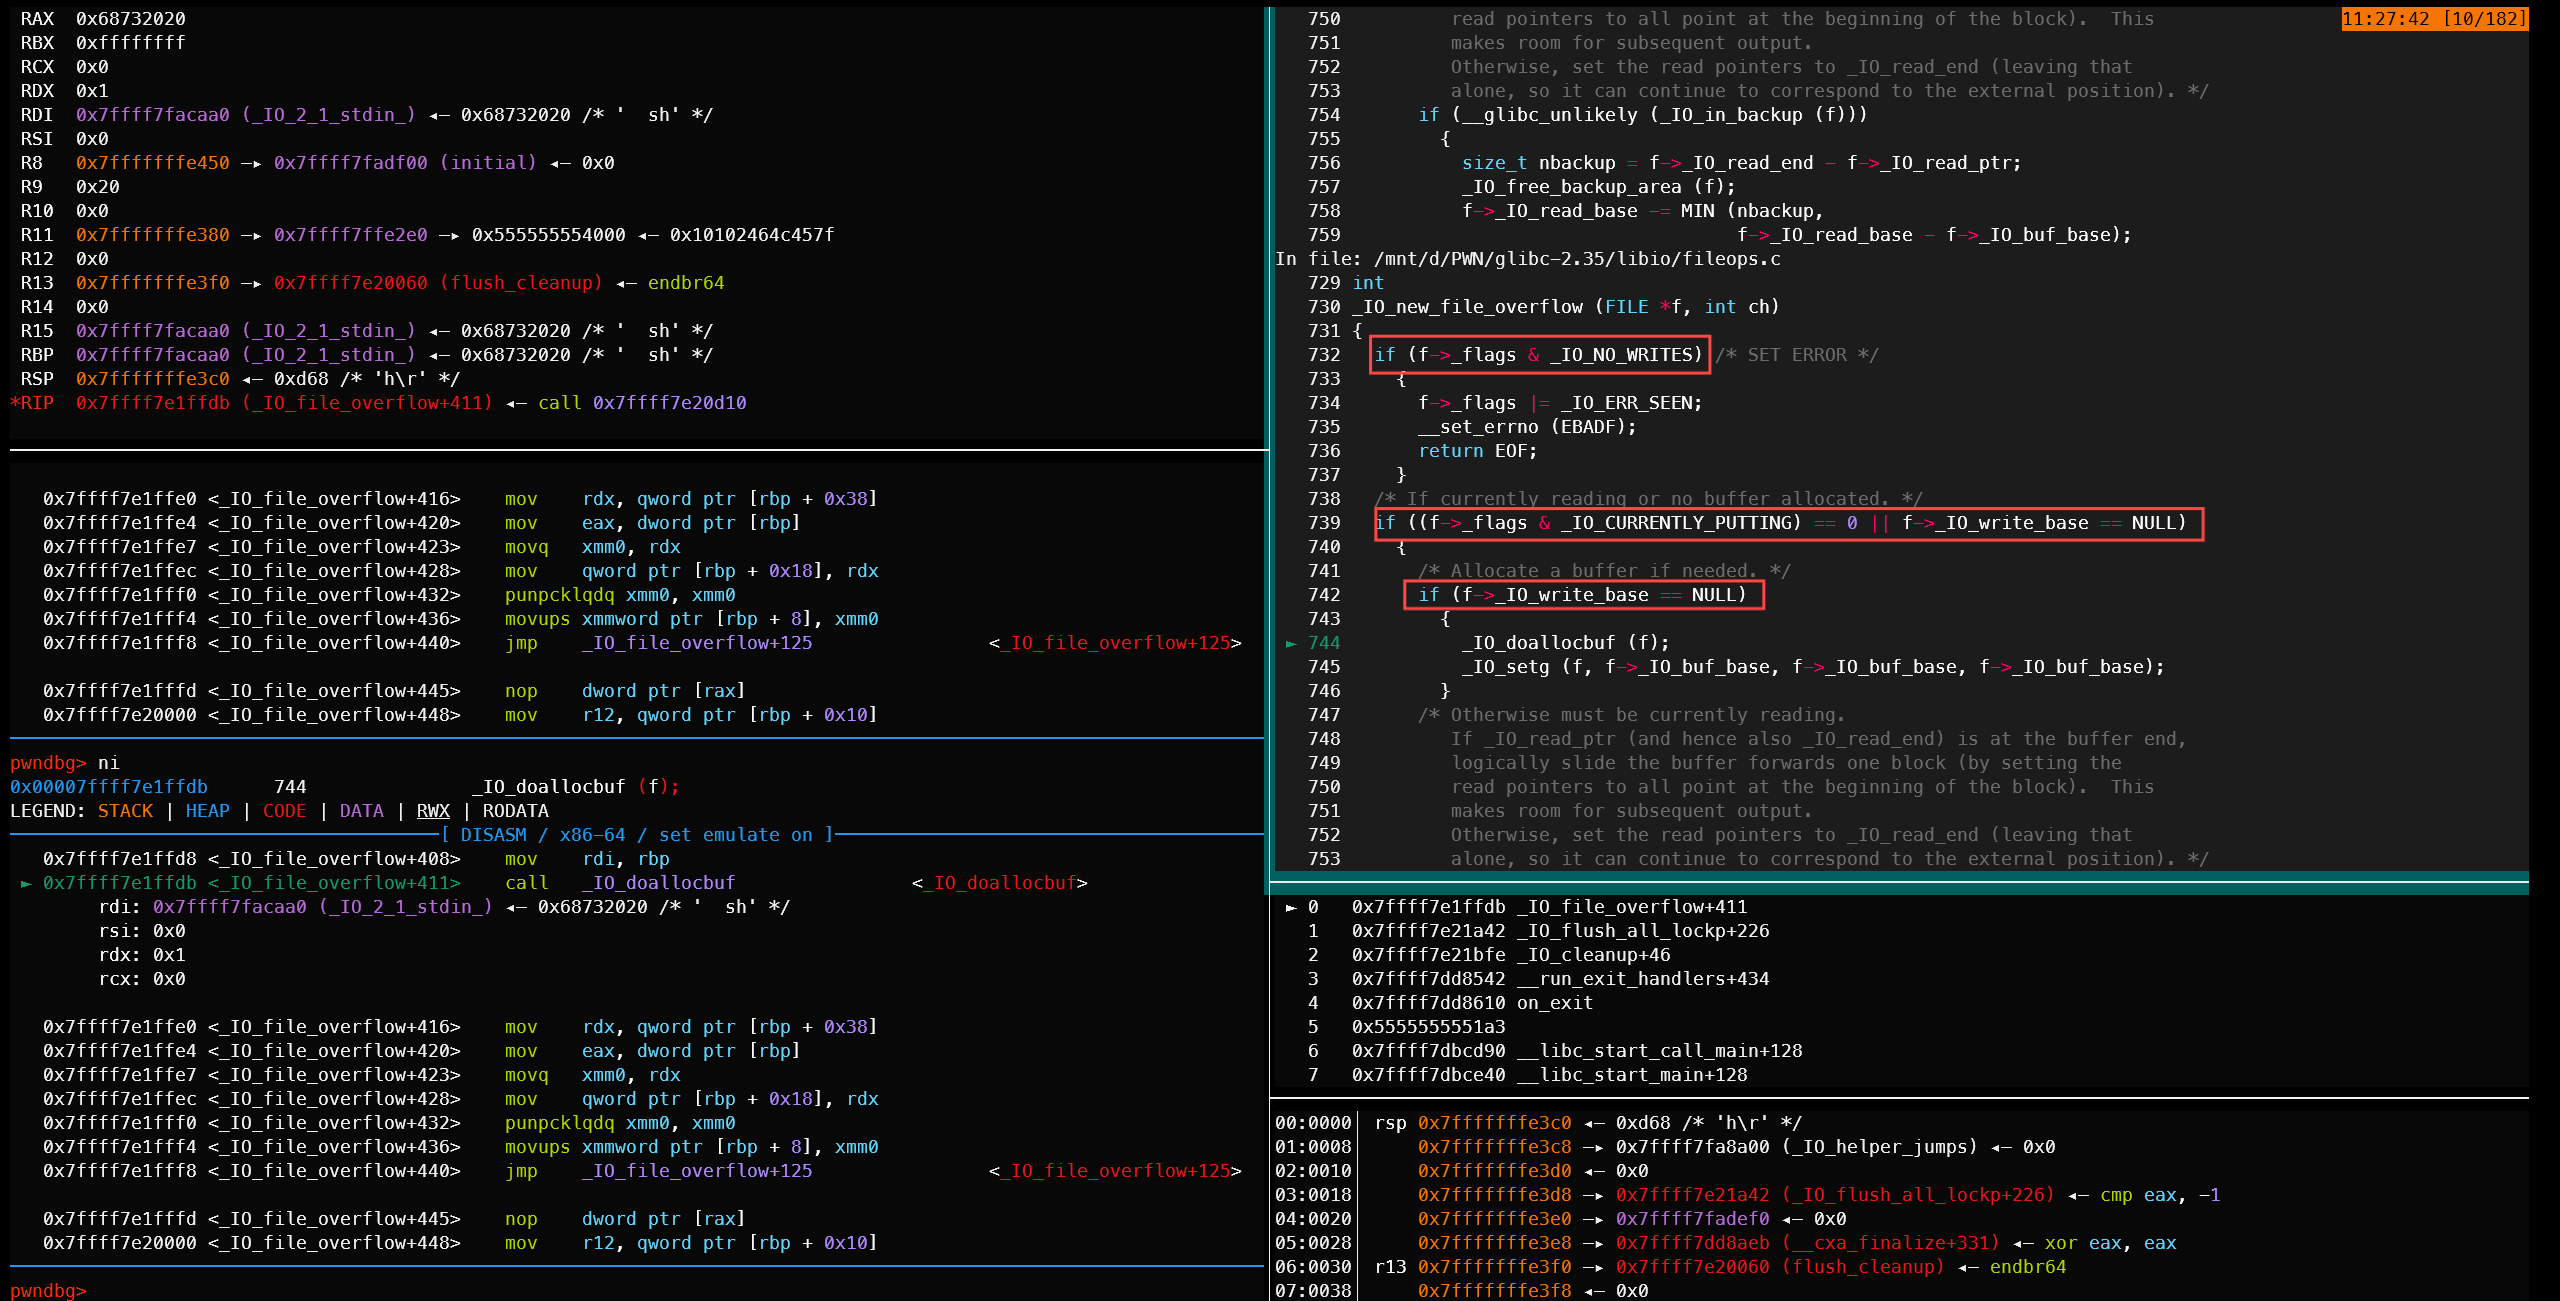 RAX  0x68732020
RBX  0xffffffff
RCX  0x0
RDX  0x1
RDI  0x7ffff7facaa0 (_IO_2_1_stdin_) ◂— 0x68732020 /* '  sh' */
RSI  0x0
R8   0x7fffffffe450 —▸ 0x7ffff7fadf00 (initial) ◂— 0x0
R9   0x20
R10  0x0
R11  0x7fffffffe380 —▸ 0x7ffff7ffe2e0 —▸ 0x555555554000 ◂— 0x10102464c457f
R12  0x0
R13  0x7fffffffe3f0 —▸ 0x7ffff7e20060 (flush_cleanup) ◂— endbr64
R14  0x0
R15  0x7ffff7facaa0 (_IO_2_1_stdin_) ◂— 0x68732020 /* '  sh' */
RBP  0x7ffff7facaa0 (_IO_2_1_stdin_) ◂— 0x68732020 /* '  sh' */
RSP  0x7fffffffe3c0 ◂— 0xd68 /* 'h\r' */
*RIP  0x7ffff7e1ffdb (_IO_file_overflow+411) ◂— call 0x7ffff7e20d10
0x7ffff7e1ffe0 <_IO_file_overflow+416>    mov    rdx, qword ptr [rbp + 0x38]
0x7ffff7e1ffe4 <_IO_file_overflow+420>    mov    eax, dword ptr [rbp]
0x7ffff7e1ffe7 <_IO_file_overflow+423>    movq   xmm0, rdx
0x7ffff7e1ffec <_IO_file_overflow+428>    mov    qword ptr [rbp + 0x18], rdx
0x7ffff7e1fff0 <_IO_file_overflow+432>    punpcklqdq xmm0, xmm0
0x7ffff7e1fff4 <_IO_file_overflow+436>    movups xmmword ptr [rbp + 8], xmm0
0x7ffff7e1fff8 <_IO_file_overflow+440>    jmp    _IO_file_overflow+125                <_IO_file_overflow+125>
0x7ffff7e1fffd <_IO_file_overflow+445>    nop    dword ptr [rax]
0x7ffff7e20000 <_IO_file_overflow+448>    mov    r12, qword ptr [rbp + 0x10]
pwndbg> ni
0x00007ffff7e1ffdb      744               _IO_doallocbuf (f);
LEGEND: STACK | HEAP | CODE | DATA | RWX | RODATA
[ DISASM / x86-64 / set emulate on ]
0x7ffff7e1ffd8 <_IO_file_overflow+408>    mov    rdi, rbp
► 0x7ffff7e1ffdb <_IO_file_overflow+411>    call   _IO_doallocbuf                <_IO_doallocbuf>
rdi: 0x7ffff7facaa0 (_IO_2_1_stdin_) ◂— 0x68732020 /* '  sh' */
rsi: 0x0
rdx: 0x1
rcx: 0x0
0x7ffff7e1ffe0 <_IO_file_overflow+416>    mov    rdx, qword ptr [rbp + 0x38]
0x7ffff7e1ffe4 <_IO_file_overflow+420>    mov    eax, dword ptr [rbp]
0x7ffff7e1ffe7 <_IO_file_overflow+423>    movq   xmm0, rdx
0x7ffff7e1ffec <_IO_file_overflow+428>    mov    qword ptr [rbp + 0x18], rdx
0x7ffff7e1fff0 <_IO_file_overflow+432>    punpcklqdq xmm0, xmm0
0x7ffff7e1fff4 <_IO_file_overflow+436>    movups xmmword ptr [rbp + 8], xmm0
0x7ffff7e1fff8 <_IO_file_overflow+440>    jmp    _IO_file_overflow+125                <_IO_file_overflow+125>
0x7ffff7e1fffd <_IO_file_overflow+445>    nop    dword ptr [rax]
0x7ffff7e20000 <_IO_file_overflow+448>    mov    r12, qword ptr [rbp + 0x10]
pwndbg>
750          read pointers to all point at the beginning of the block).  This
11:27:42 [10/182]
751          makes room for subsequent output.
752          Otherwise, set the read pointers to _IO_read_end (leaving that
753          alone, so it can continue to correspond to the external position). */
754       if (__glibc_unlikely (_IO_in_backup (f)))
755         {
756           size_t nbackup = f->_IO_read_end - f->_IO_read_ptr;
757           _IO_free_backup_area (f);
758           f->_IO_read_base -= MIN (nbackup,
759                                    f->_IO_read_base - f->_IO_buf_base);
In file: /mnt/d/PWN/glibc-2.35/libio/fileops.c
729 int
730 _IO_new_file_overflow (FILE *f, int ch)
731 {
732   if (f->_flags & _IO_NO_WRITES) /* SET ERROR */
733     {
734       f->_flags |= _IO_ERR_SEEN;
735       __set_errno (EBADF);
736       return EOF;
737     }
738   /* If currently reading or no buffer allocated. */
739   if ((f->_flags & _IO_CURRENTLY_PUTTING) == 0 || f->_IO_write_base == NULL)
740     {
741       /* Allocate a buffer if needed. */
742       if (f->_IO_write_base == NULL)
743         {
► 744           _IO_doallocbuf (f);
745           _IO_setg (f, f->_IO_buf_base, f->_IO_buf_base, f->_IO_buf_base);
746         }
747       /* Otherwise must be currently reading.
748          If _IO_read_ptr (and hence also _IO_read_end) is at the buffer end,
749          logically slide the buffer forwards one block (by setting the
750          read pointers to all point at the beginning of the block).  This
751          makes room for subsequent output.
752          Otherwise, set the read pointers to _IO_read_end (leaving that
753          alone, so it can continue to correspond to the external position). */
► 0   0x7ffff7e1ffdb _IO_file_overflow+411
1   0x7ffff7e21a42 _IO_flush_all_lockp+226
2   0x7ffff7e21bfe _IO_cleanup+46
3   0x7ffff7dd8542 __run_exit_handlers+434
4   0x7ffff7dd8610 on_exit
5   0x5555555551a3
6   0x7ffff7dbcd90 __libc_start_call_main+128
7   0x7ffff7dbce40 __libc_start_main+128
00:0000│ rsp 0x7fffffffe3c0 ◂— 0xd68 /* 'h\r' */
01:0008│     0x7fffffffe3c8 —▸ 0x7ffff7fa8a00 (_IO_helper_jumps) ◂— 0x0
02:0010│     0x7fffffffe3d0 ◂— 0x0
03:0018│     0x7fffffffe3d8 —▸ 0x7ffff7e21a42 (_IO_flush_all_lockp+226) ◂— cmp eax, -1
04:0020│     0x7fffffffe3e0 —▸ 0x7ffff7fadef0 ◂— 0x0
05:0028│     0x7fffffffe3e8 —▸ 0x7ffff7dd8aeb (__cxa_finalize+331) ◂— xor eax, eax
06:0030│ r13 0x7fffffffe3f0 —▸ 0x7ffff7e20060 (flush_cleanup) ◂— endbr64
07:0038│     0x7fffffffe3f8 ◂— 0x0